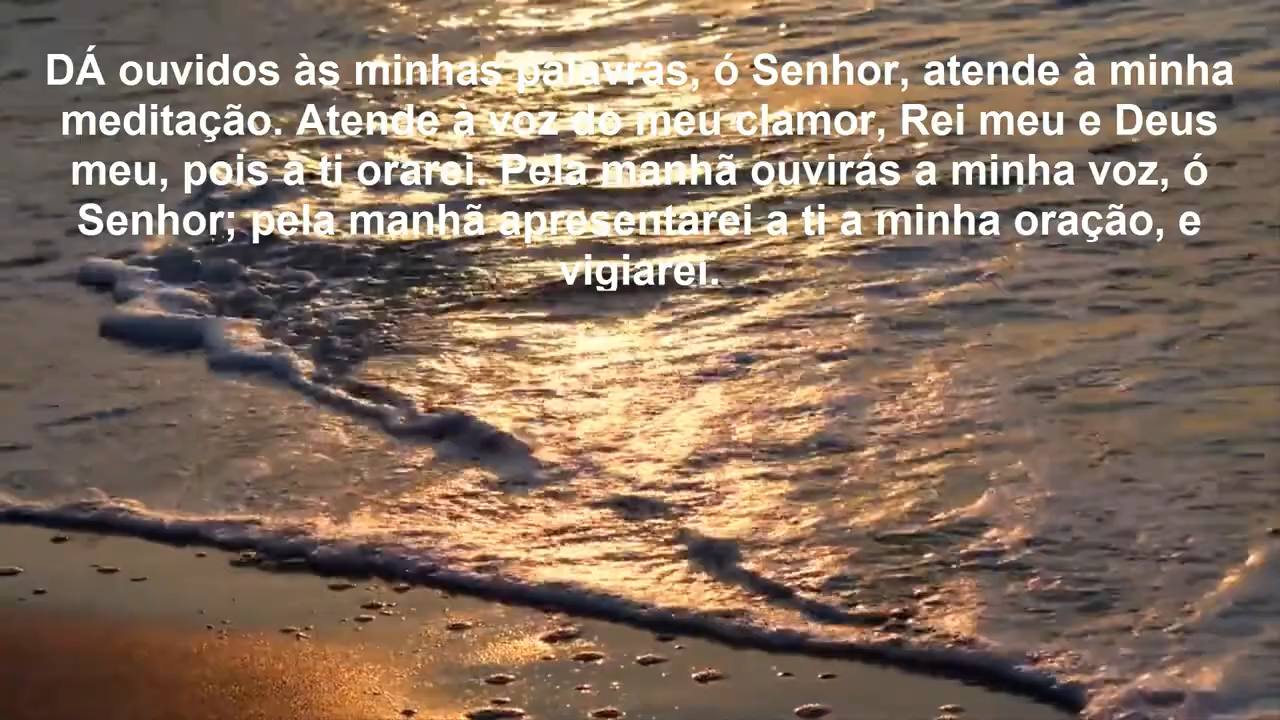 DÁ ouvidos às minhas palavras, ó Senhor, atende à minha
meditação. Atende à voz do meu clamor, Rei meu e Deus
meu, pois a ti orarei. Pela manhã ouvirás a minha voz, ó
Senhor; pela manhã apresentarei a ti a minha oração, e
vigiarei.